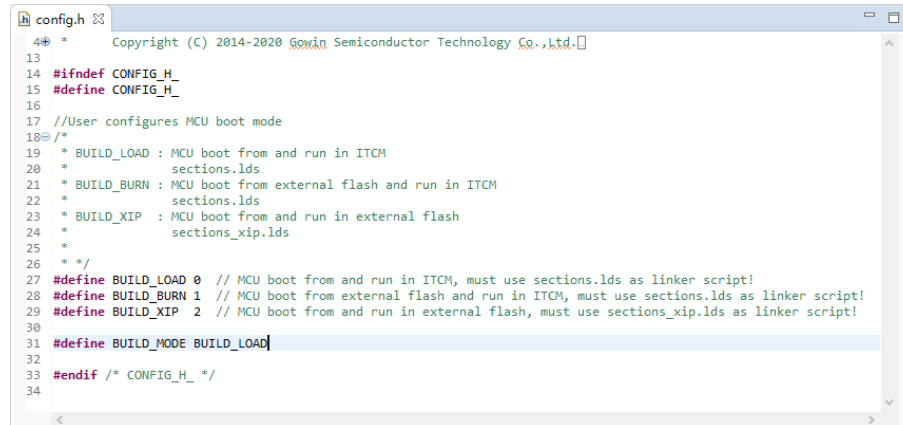 config.h
4 * Copyright (C) 2014-2020 Gowin Semiconductor Technology Co.,Ltd.
13
14 #ifndef CONFIG_H_
15 #define CONFIG_H_
16
17 //User configures MCU boot mode
18 /*
19 * BUILD_LOAD : MCU boot from and run in ITCM
20 * sections.lds
21 * BUILD_BURN : MCU boot from external flash and run in ITCM
22 * sections.lds
23 * BUILD_XIP : MCU boot from and run in external flash
24 * sections_xip.lds
25 *
26 * */
27 #define BUILD_LOAD 0 // MCU boot from and run in ITCM, must use sections.lds as linker script!
28 #define BUILD_BURN 1 // MCU boot from external flash and run in ITCM, must use sections.lds as linker script!
29 #define BUILD_XIP 2 // MCU boot from and run in external flash, must use sections_xip.lds as linker script!
30
31 #define BUILD_MODE BUILD_LOAD
32
33 #endif /* CONFIG_H_ */
34